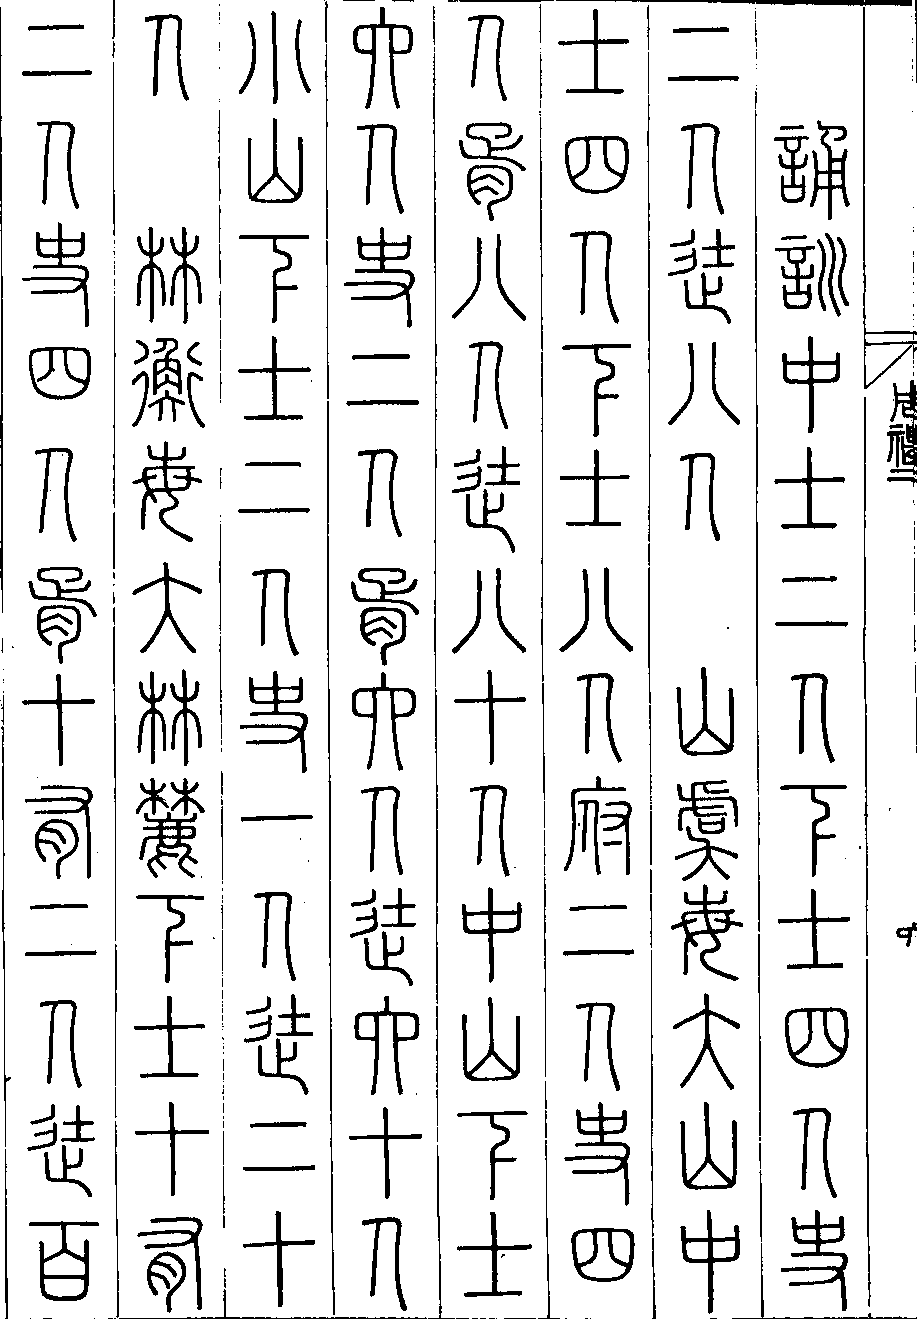 周禮二
誦訓中士二人下士四人史
二人徒八人　山虞每大山中
士四人下士八人府二人史四
人胥八人徒八十人中山下士
六人史二人胥六人徒六十人
小山下士二人史一人徒二十
人　林衡每大林麓下士十有
二人史四人胥十有二人徒百